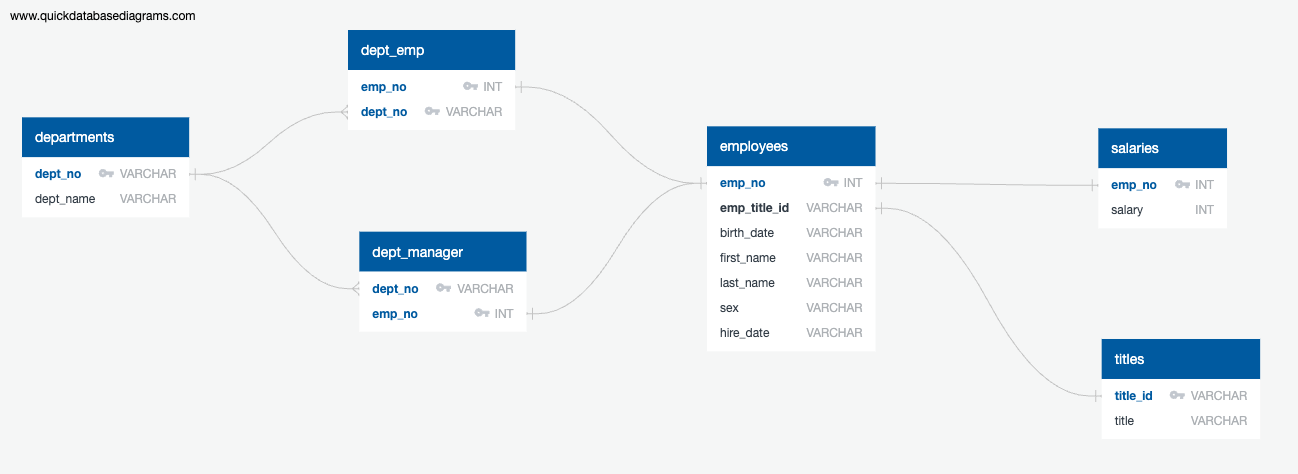 www.quickdatabasediagrams.com
departments
dept_no VARCHAR
dept_name VARCHAR
dept_emp
emp_no INT
dept_no VARCHAR
dept_manager
dept_no VARCHAR
emp_no INT
employees
emp_no INT
emp_title_id VARCHAR
birth_date VARCHAR
first_name VARCHAR
last_name VARCHAR
sex VARCHAR
hire_date VARCHAR
salaries
emp_no INT
salary INT
titles
title_id VARCHAR
title VARCHAR